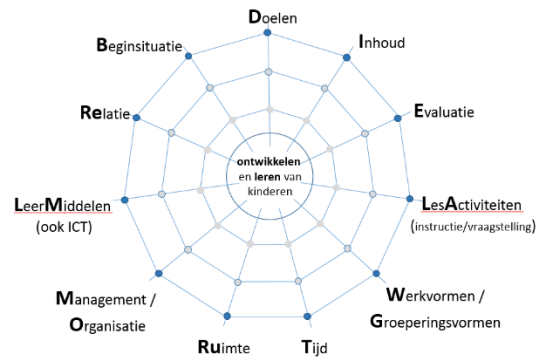 Doelen
Beginsituatie
Inhoud
Relatie
Evaluatie
ontwikkelen
en leren van
kinderen
LeerMiddelen
(ook ICT)
LesActiviteiten
(instructie/vraagstelling)
Management /
Organisatie
Werkvormen /
Groeperingsvormen
Ruimte
Tijd